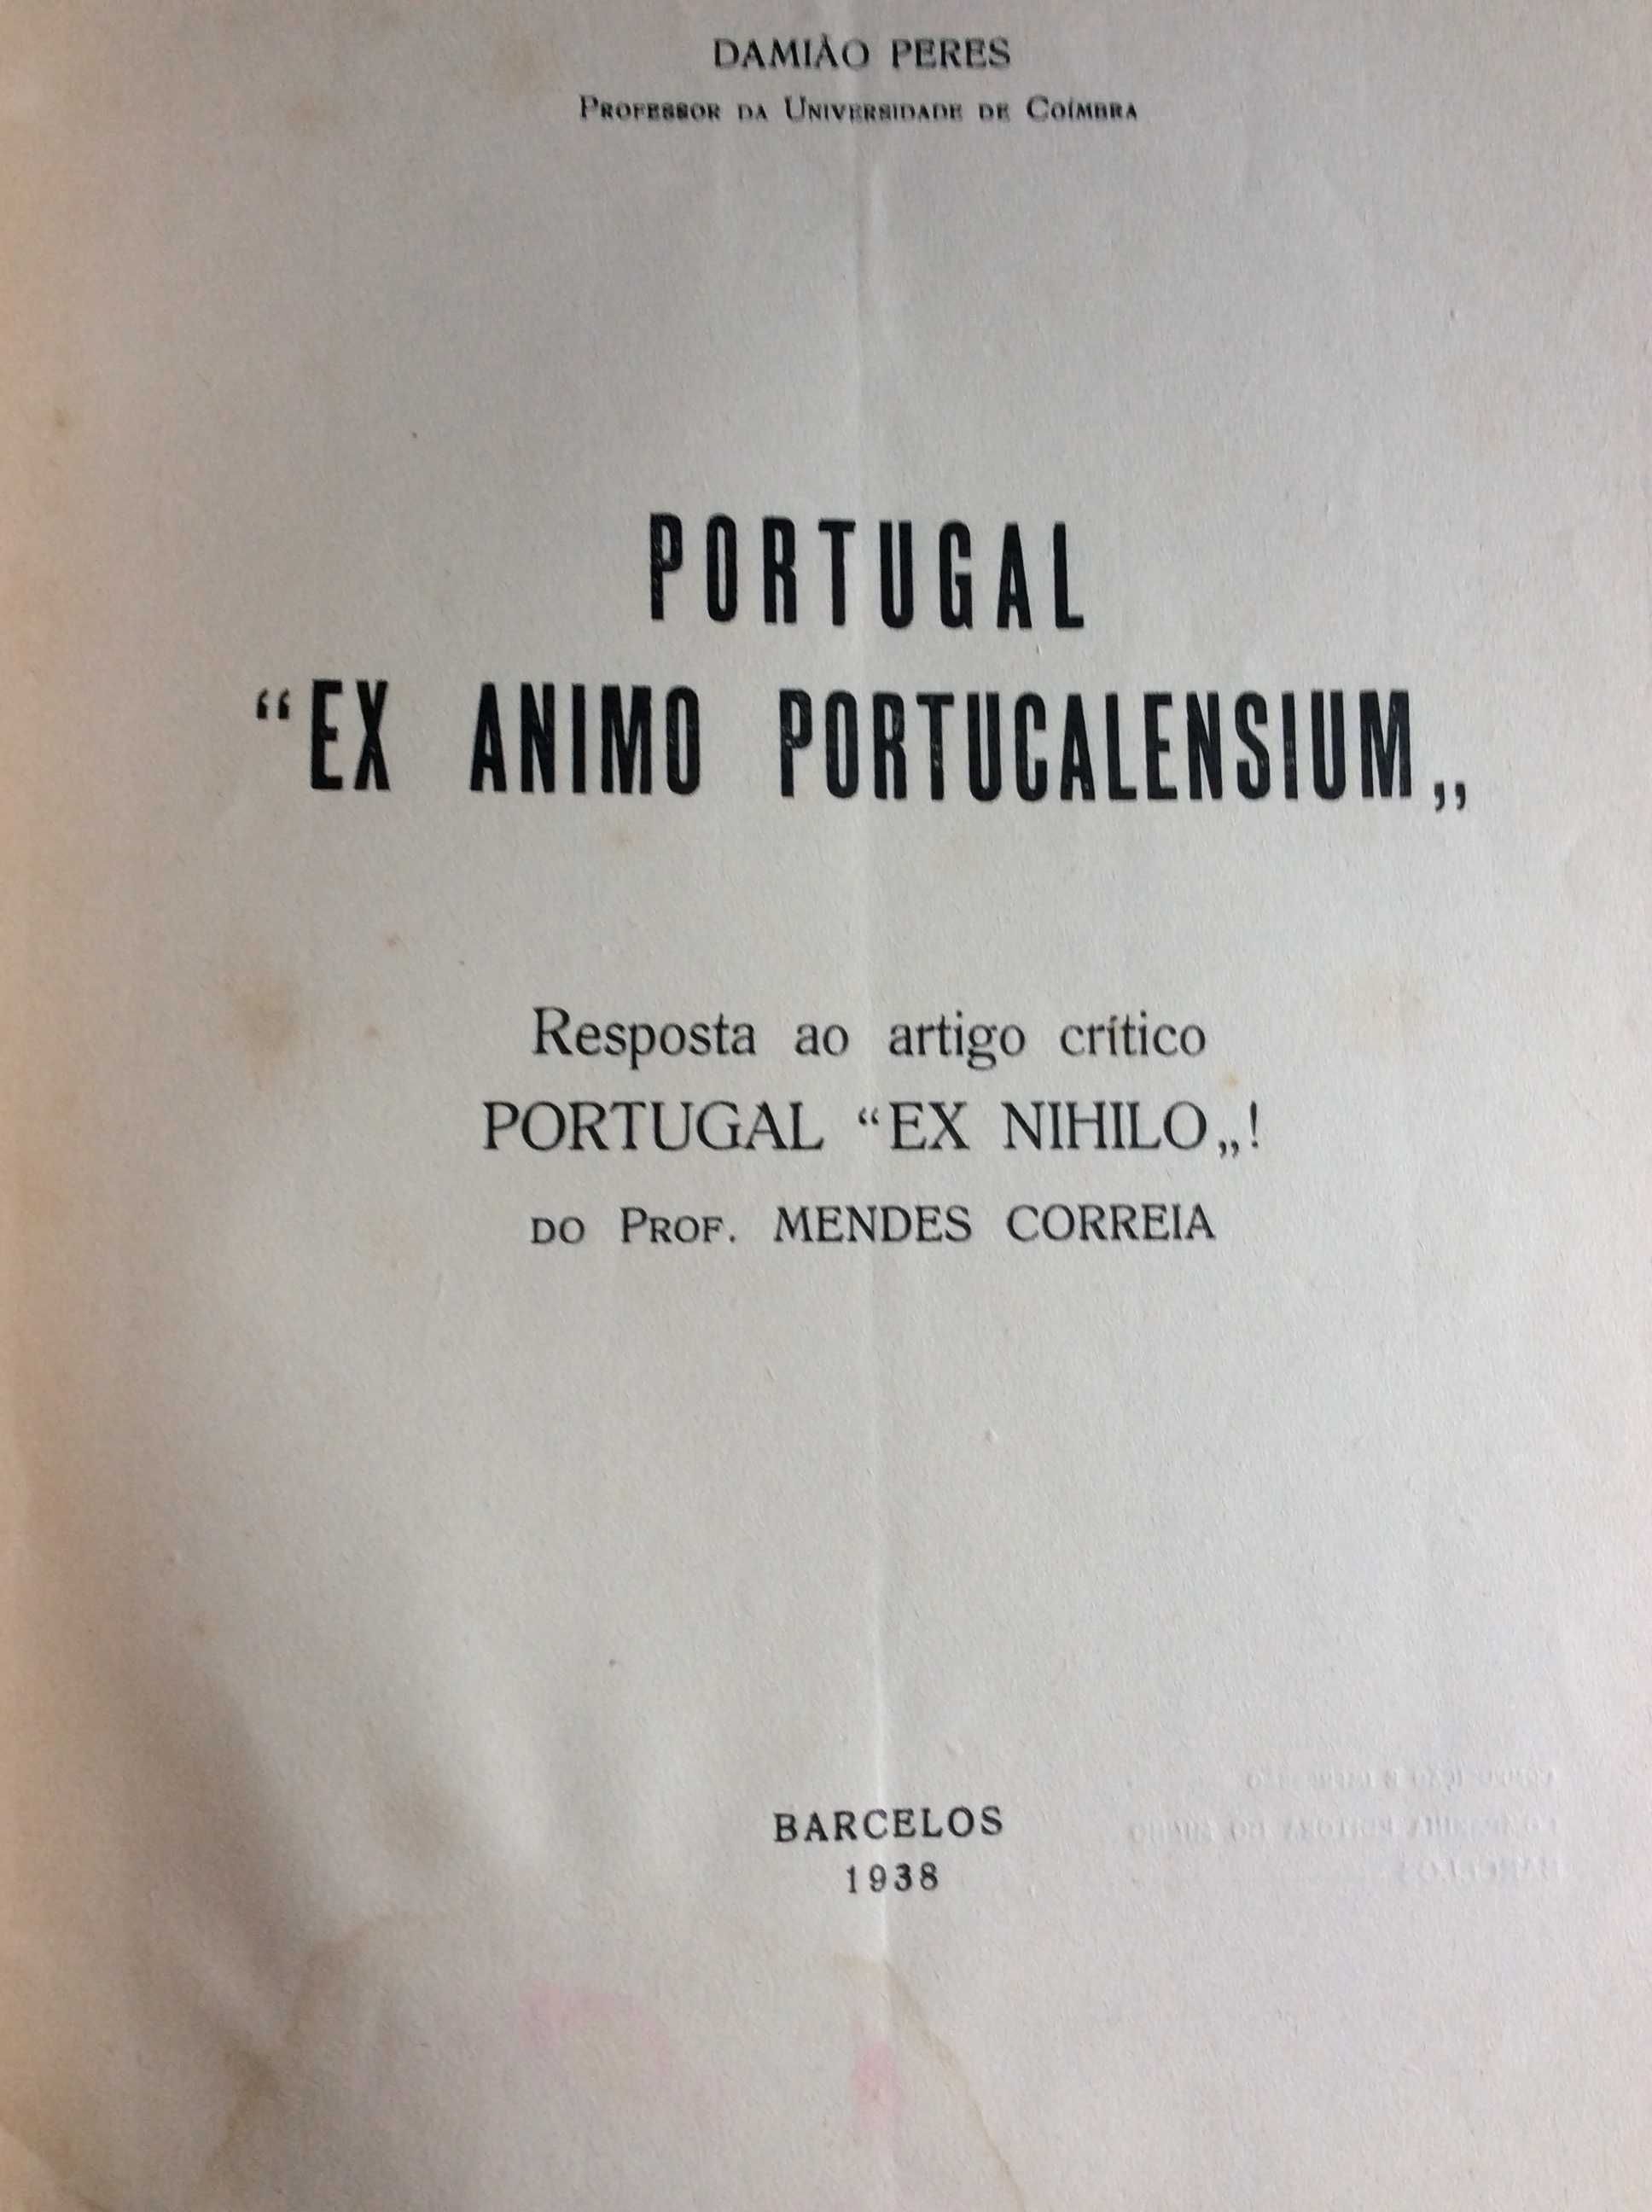 DAMIÃO PERES
PROFESSOR DA UNIVERSIDADE DE COÍMBRA
PORTUGAL
“EX ANIMO PORTUCALENSIUM„
Resposta ao artigo crítico
PORTUGAL “EX NIHILO„!
DO PROF. MENDES CORREIA
BARCELOS
1938